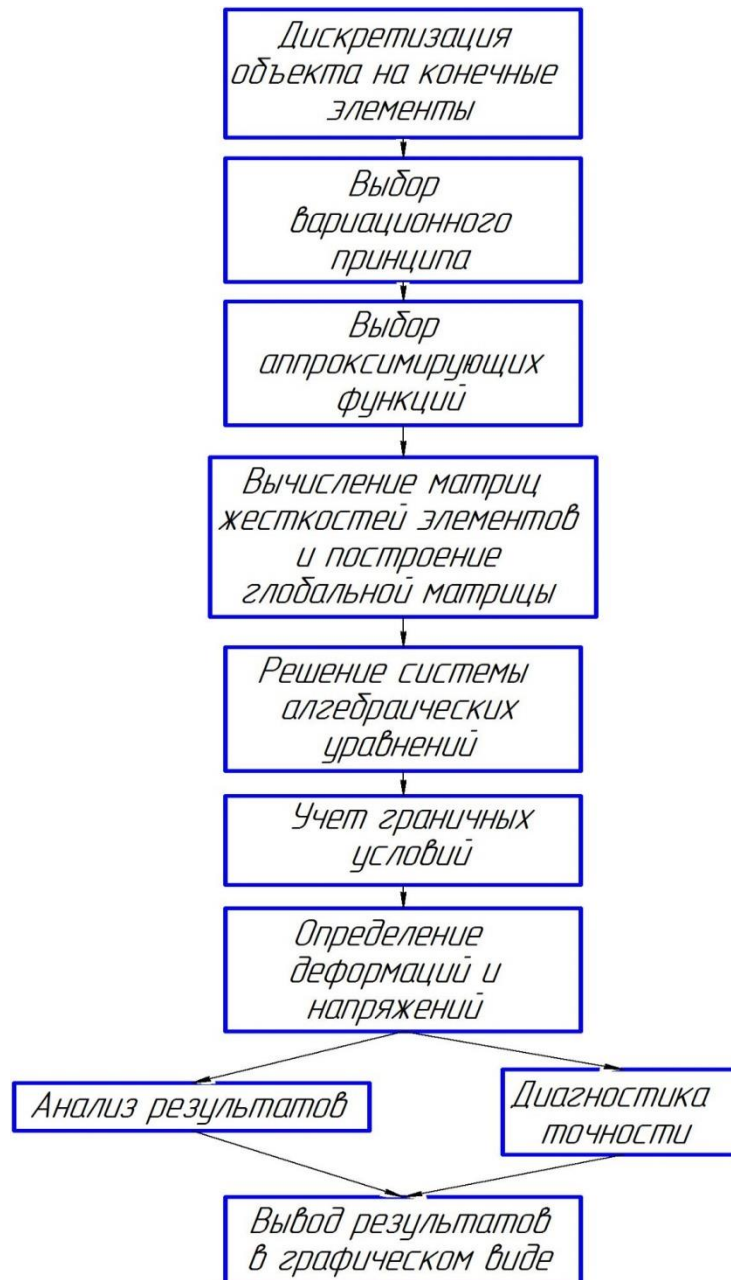 Дискретизация
объекта на конечные
элементы
Выбор
вариационного
принципа
Выбор
аппроксимирующих
функций
Вычисление матриц
жесткостей элементов
и построение
глобальной матрицы
Решение системы
алгебраических
уравнений
Учет граничных
условий
Определение
деформаций и
напряжений
Анализ результатов
Диагностика
точности
Вывод результатов
в графическом виде